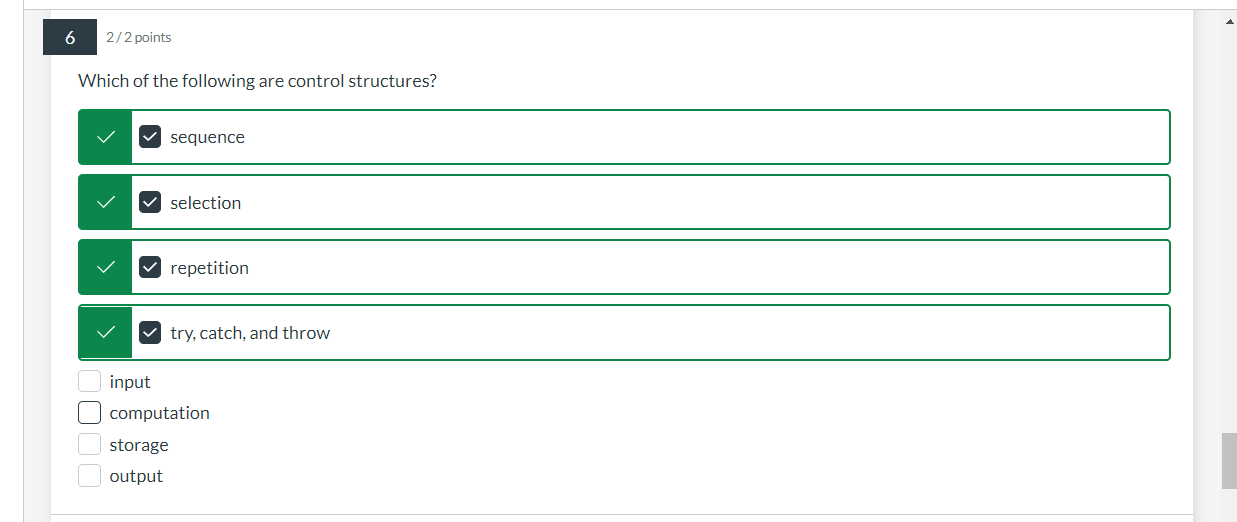 6
2 / 2 points
Which of the following are control structures?
sequence
selection
repetition
try, catch, and throw
input
computation
storage
output